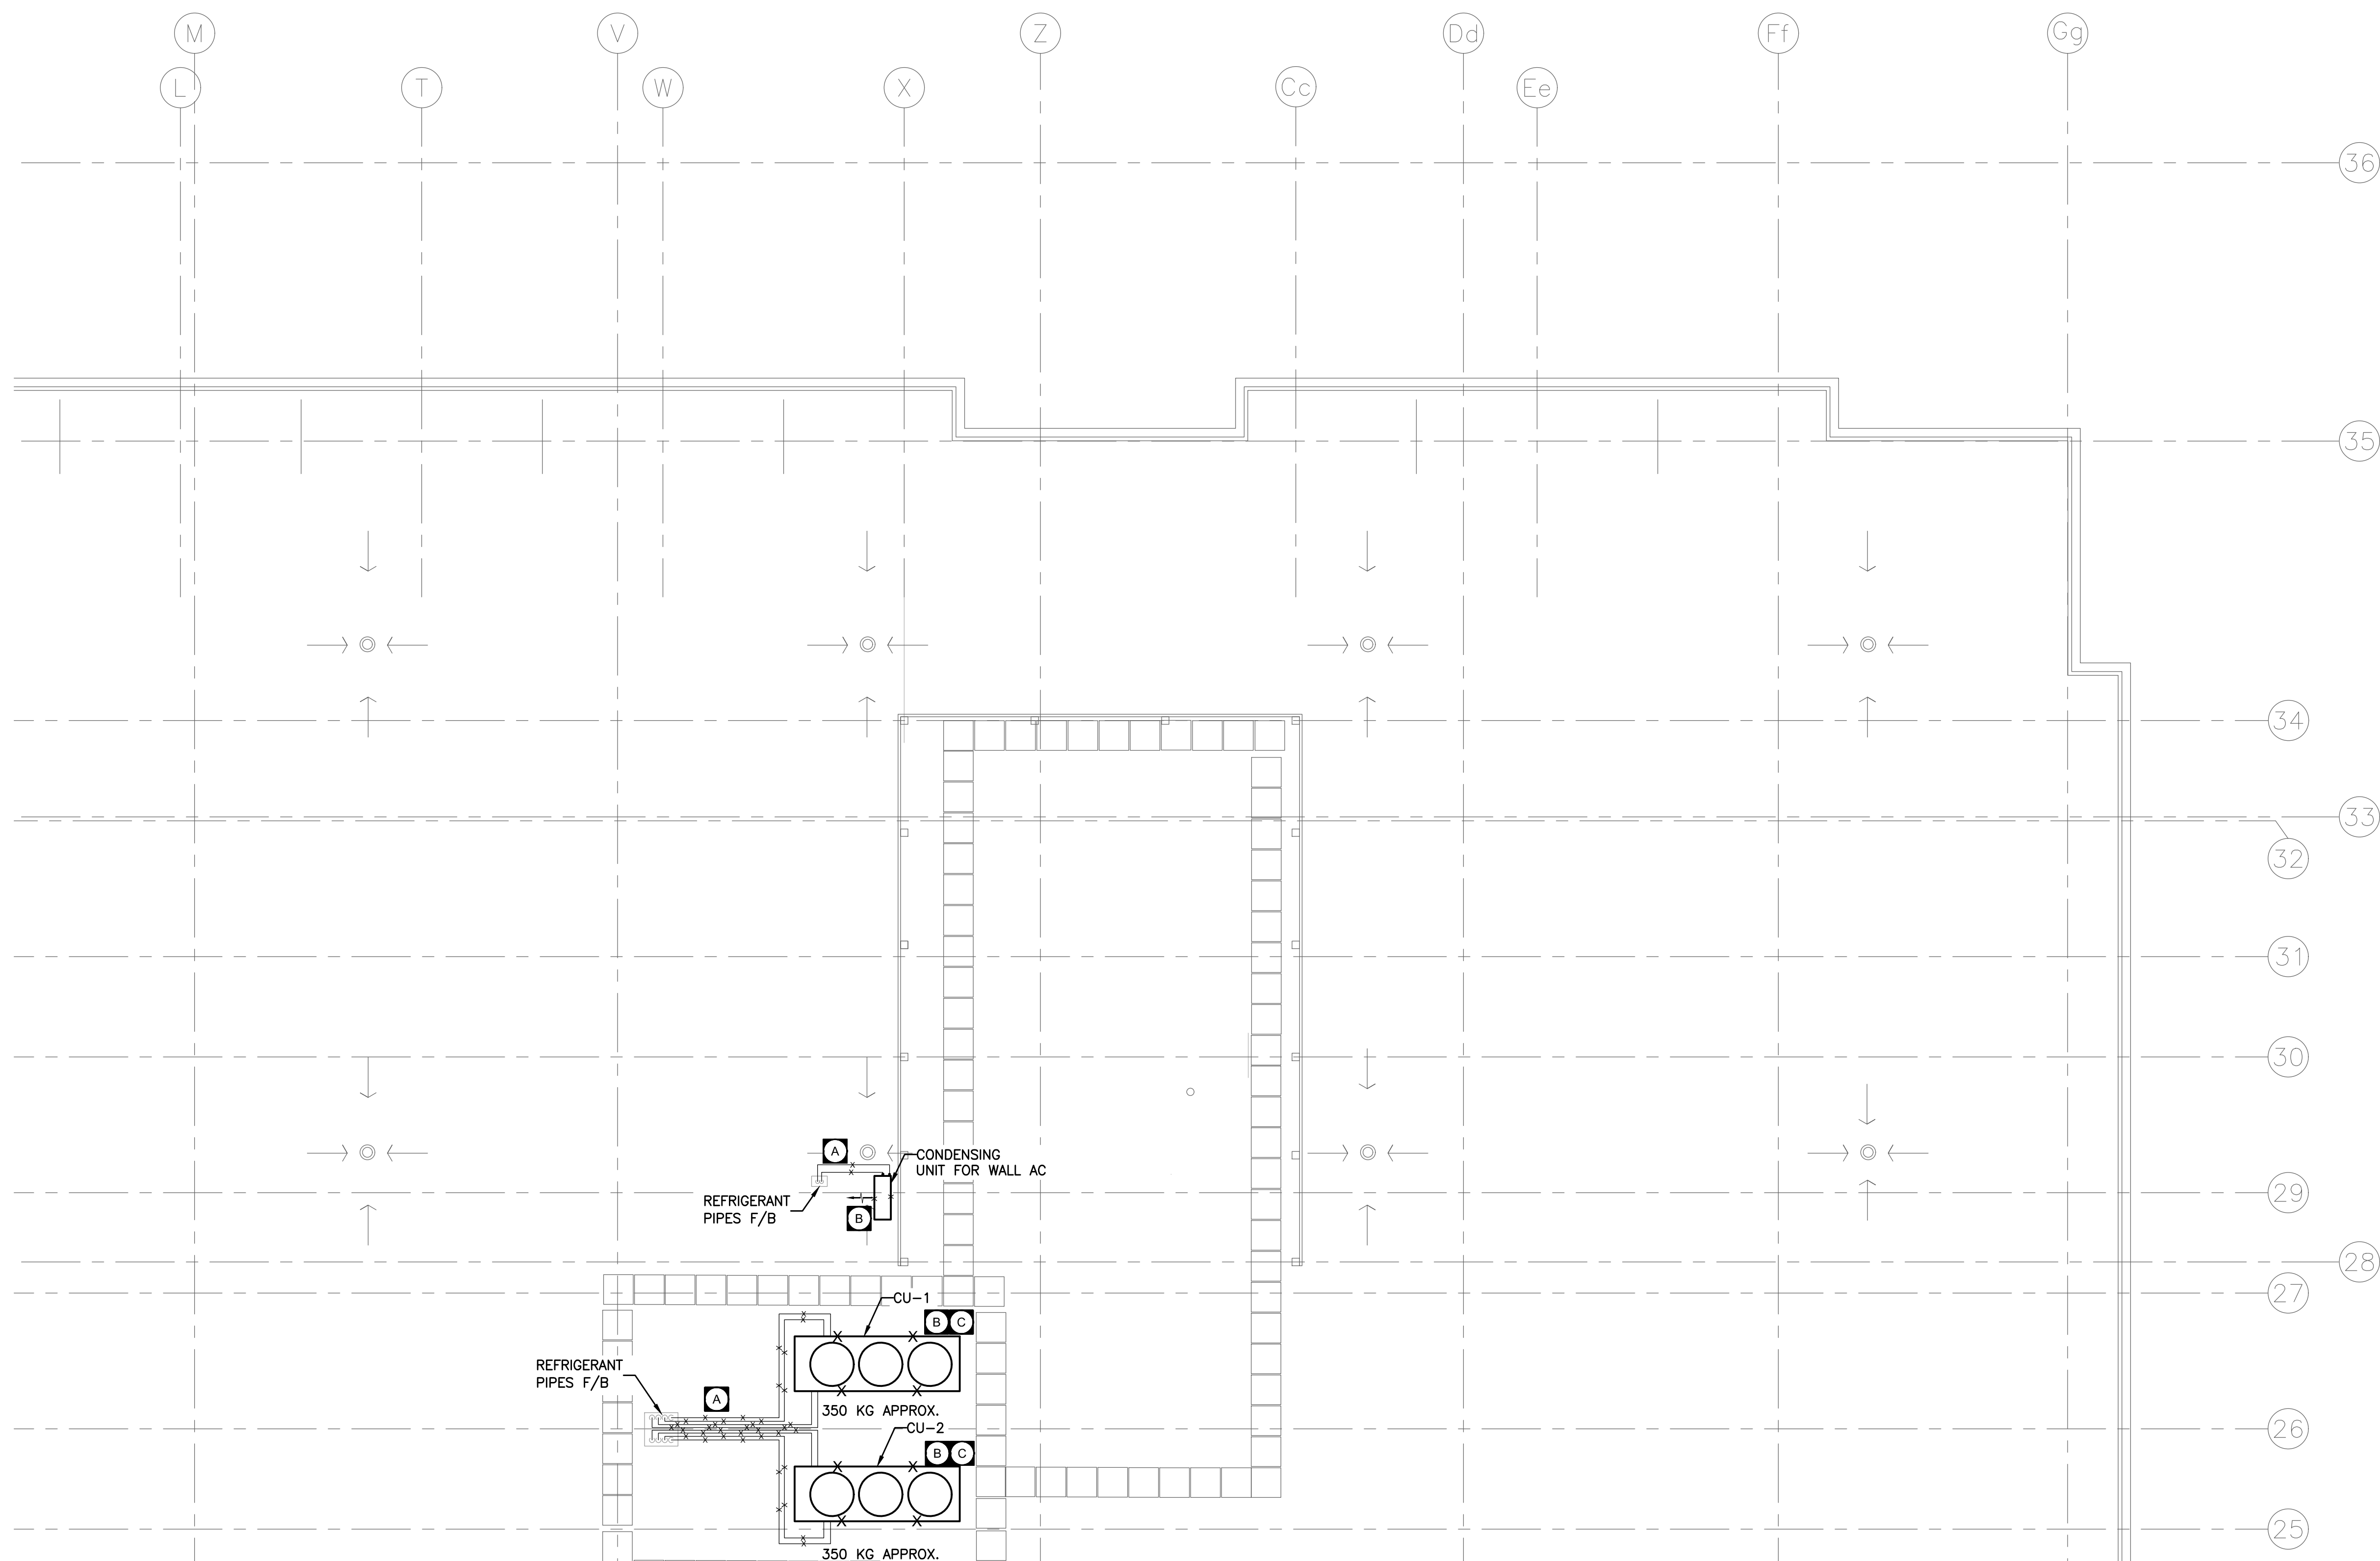 M
V
Z
Dd
Ff
Gg
L
T
W
X
Cc
Ee
36
35
34
33
32
31
30
A
CONDENSING
UNIT FOR WALL AC
REFRIGERANT
PIPES F/B
B
29
28
27
CU-1
B C
REFRIGERANT
PIPES F/B
A
350 KG APPROX.
CU-2
26
B C
25
350 KG APPROX.